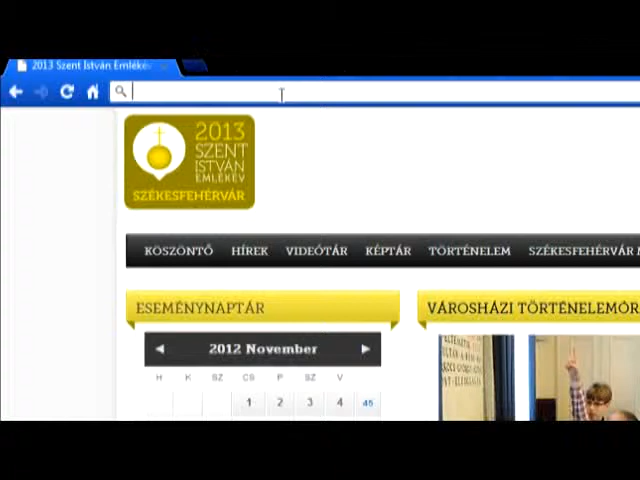 2013 Szent István Emléké
2013
SZENT
ISTVÁN
EMLÉKÉV
SZÉKESFEHÉRVÁR
KÖSZÖNTŐ HÍREK VIDEÓTÁR KÉPTÁR TÖRTÉNELEM SZÉKESFEHÉRVÁR
ESEMÉNYNAPTÁR
VÁROSHÁZI TÖRTÉNELEMÓR
2012 November
H K SZ CS P SZ V
1 2 3 4 45